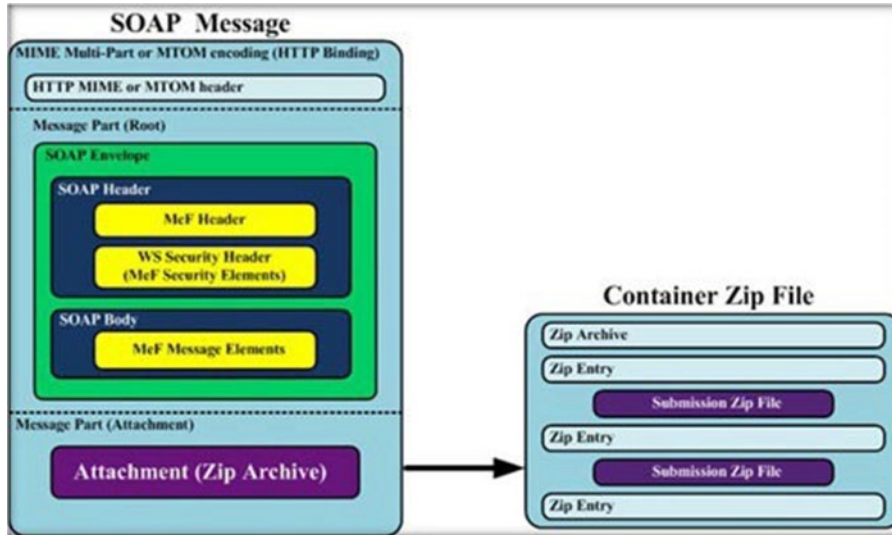 SOAP Message
MIME Multi-Part or MTOM encoding (HTTP Binding)
HTTP MIME or MTOM header
Message Part (Root)
SOAP Envelope
SOAP Header
MeF Header
WS Security Header
(MeF Security Elements)
SOAP Body
MeF Message Elements
Message Part (Attachment)
Attachment (Zip Archive)
Container Zip File
Zip Archive
Zip Entry
Submission Zip File
Zip Entry
Submission Zip File
Zip Entry